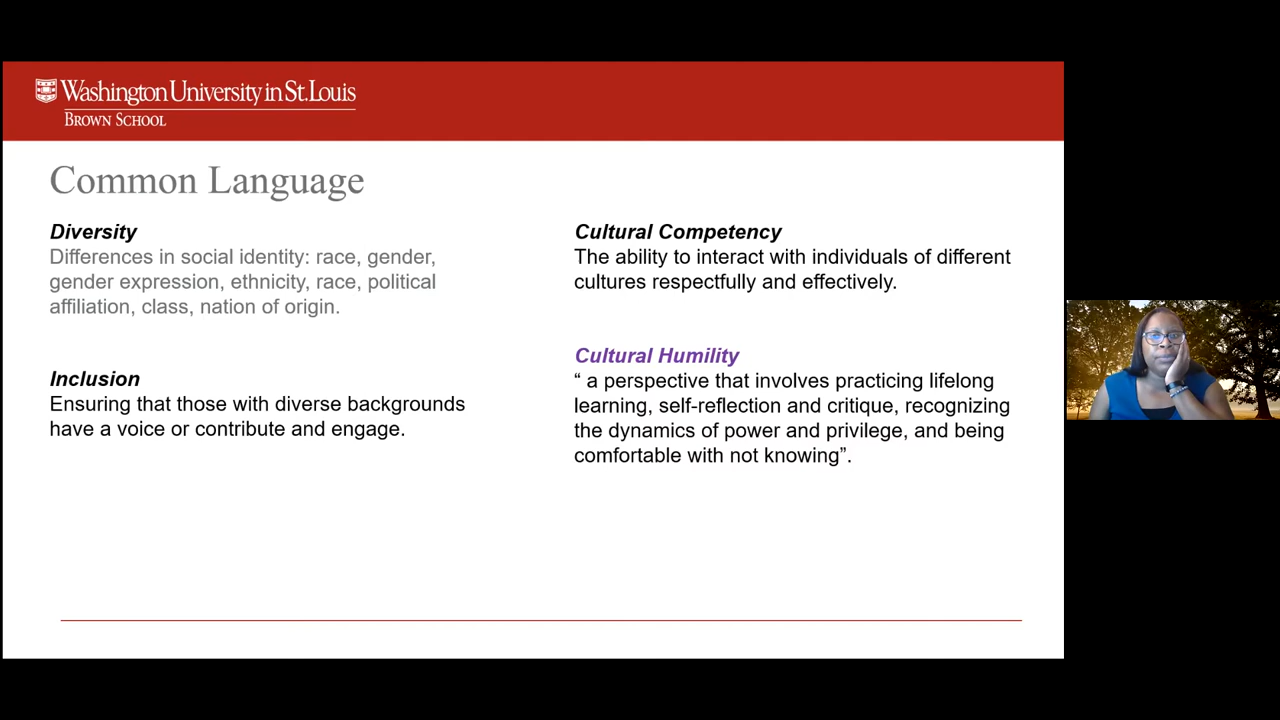 Washington University in St. Louis
Brown School
Common Language
Diversity
Differences in social identity: race, gender,
gender expression, ethnicity, race, political
affiliation, class, nation of origin.
Inclusion
Ensuring that those with diverse backgrounds
have a voice or contribute and engage.
Cultural Competency
The ability to interact with individuals of different
cultures respectfully and effectively.
Cultural Humility
“ a perspective that involves practicing lifelong
learning, self-reflection and critique, recognizing
the dynamics of power and privilege, and being
comfortable with not knowing”.